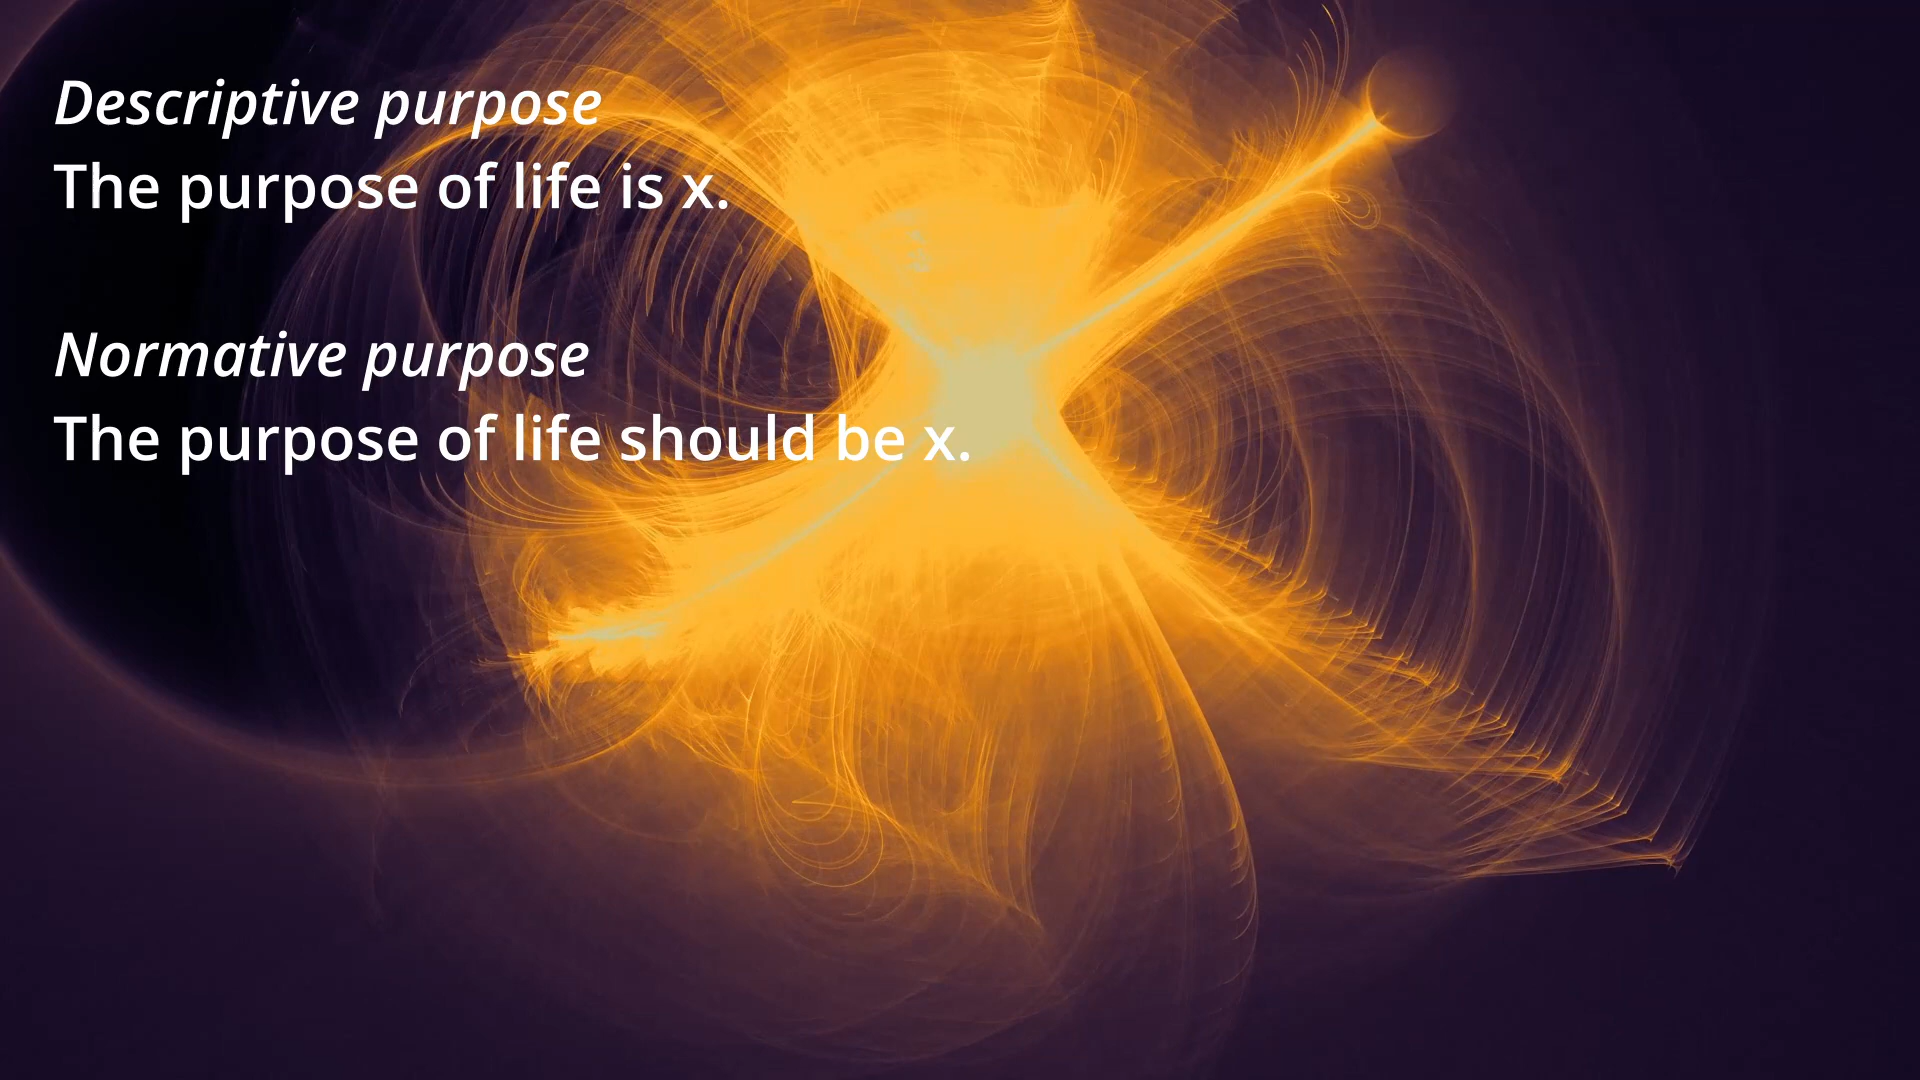 Descriptive purpose
The purpose of life is x.
Normative purpose
The purpose of life should be x.